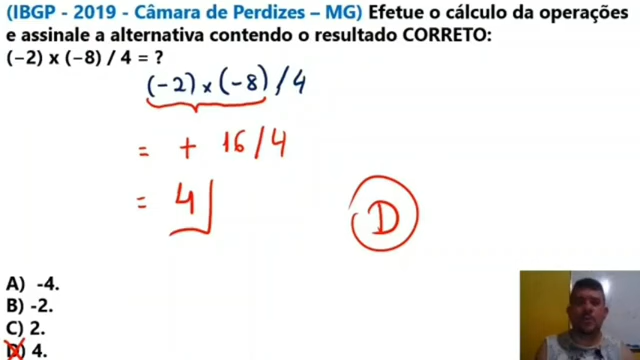 (IBGP - 2019 - Câmara de Perdizes – MG) Efetue o cálculo da operações
e assinale a alternativa contendo o resultado CORRETO:
(−2) x (−8) / 4 = ?
(−2) x (−8) / 4
= + 16 / 4
= 4
D
A) -4.
B) -2.
C) 2.
D) 4.